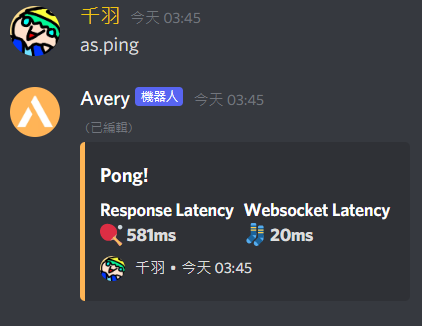 千羽 今天 03:45
as.ping
Avery 機器人 今天 03:45
(已編輯)
Pong!
Response Latency Websocket Latency
581ms 20ms
千羽 • 今天 03:45